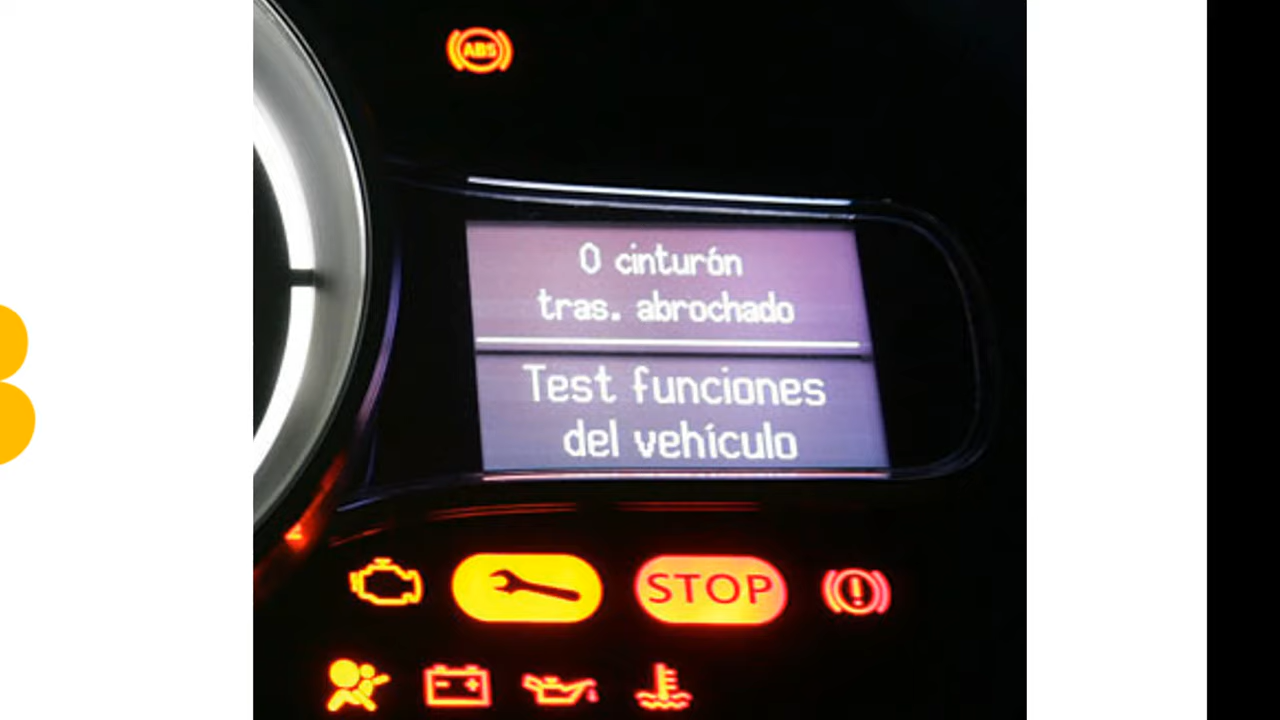 ABS
0 cinturón
tras. abrochado
Test funciones
del vehículo
STOP